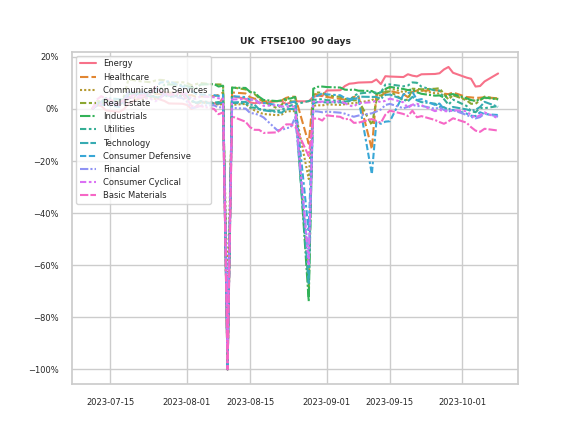 UK  FTSE100  90 days
20%
0%
−20%
−40%
−60%
−80%
−100%
Energy
Healthcare
Communication Services
Real Estate
Industrials
Utilities
Technology
Consumer Defensive
Financial
Consumer Cyclical
Basic Materials
2023-07-15
2023-08-01
2023-08-15
2023-09-01
2023-09-15
2023-10-01